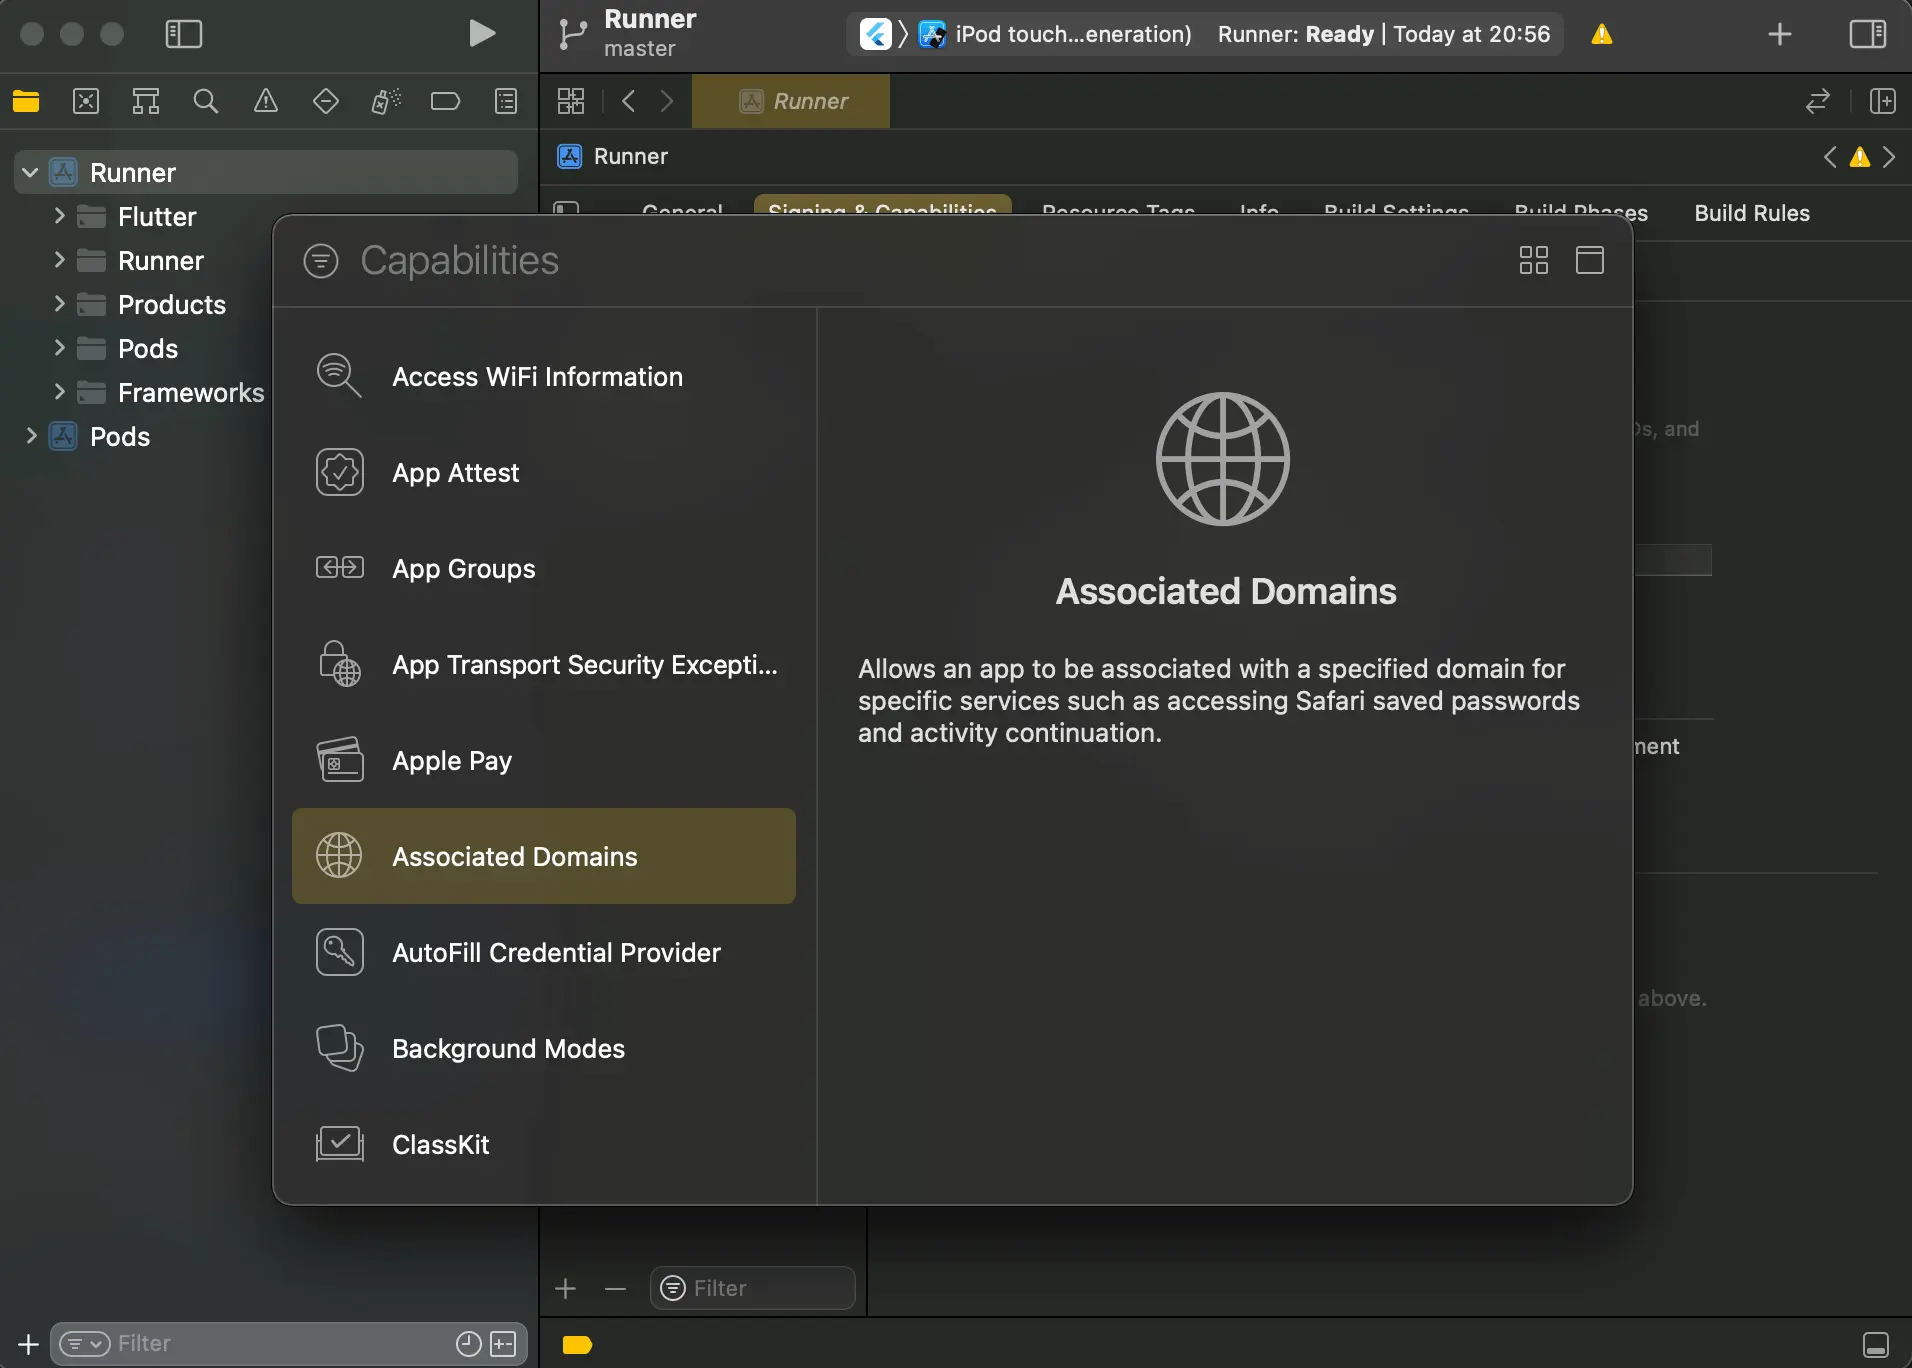 Runner
master
iPod touch...eneration)
Runner: Ready | Today at 20:56
Runner
Runner
General
Signing & Capabilities
Resource Tags
Info
Build Settings
Build Phases
Build Rules
Runner
Flutter
Runner
Products
Pods
Frameworks
Pods
Capabilities
Access WiFi Information
App Attest
App Groups
App Transport Security Excepti...
Apple Pay
Associated Domains
AutoFill Credential Provider
Background Modes
ClassKit
Associated Domains
Allows an app to be associated with a specified domain for
specific services such as accessing Safari saved passwords
and activity continuation.
and
above.
Filter
Filter